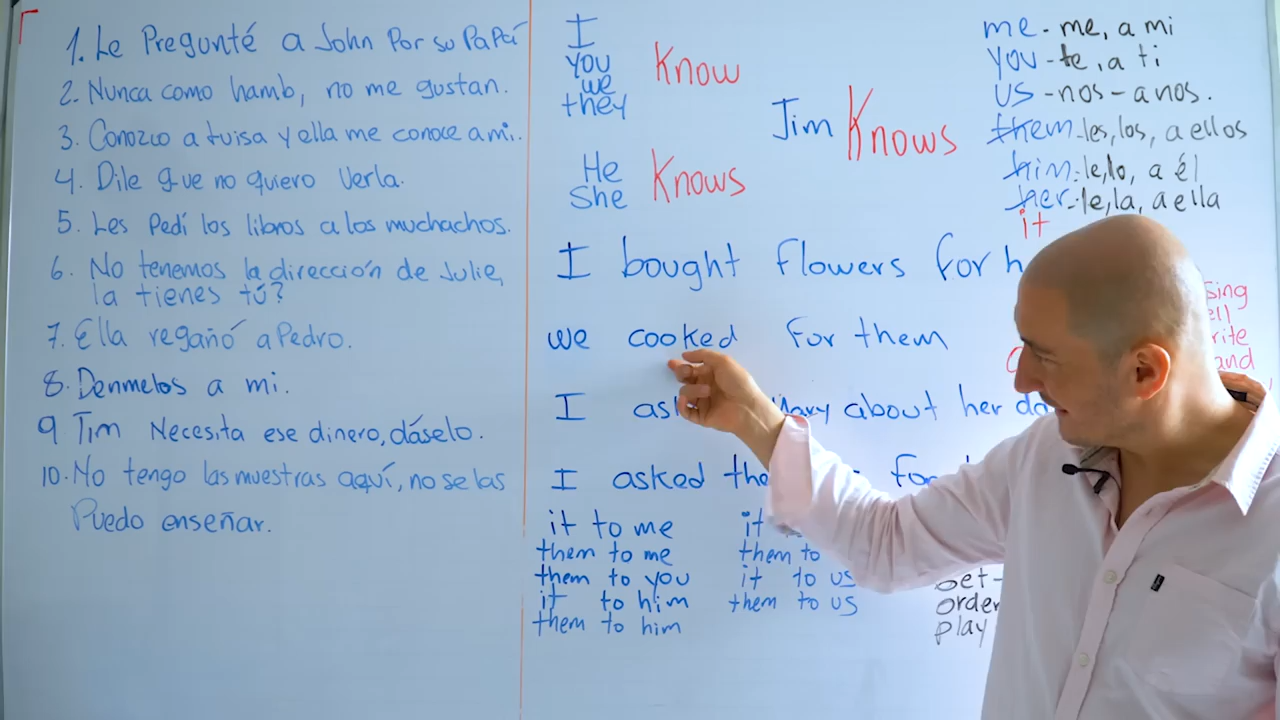 1. Le Pregunté a John Por su Papá
2. Nunca como hamb, no me gustan.
3. Conozco a Luisa y ella me conoce a mi.
4. Dile que no quiero Verla.
5. Les Pedí los libros a los muchachos.
6. No tenemos la dirección de Julie,
la tienes tú?
7. Ella regañó a Pedro.
8. Denmelos a mi.
9 Tim Necesita ese dinero, dáselo.
10. No tengo las muestras aquí, no se las
Puedo enseñar.
I
you
we
they
Know
He
She
Knows
Jim Knows
me - me, a mi
you - te, a ti
us - nos - a nos.
them - les, los, a ellos
him - le, lo, a él
her - le, la, a ella
it
I bought flowers for
we cooked for them
I Mary about her
I asked
it to me
them to me
them to you
it to him
them to him
it
them to
it to us
them to us
order
play